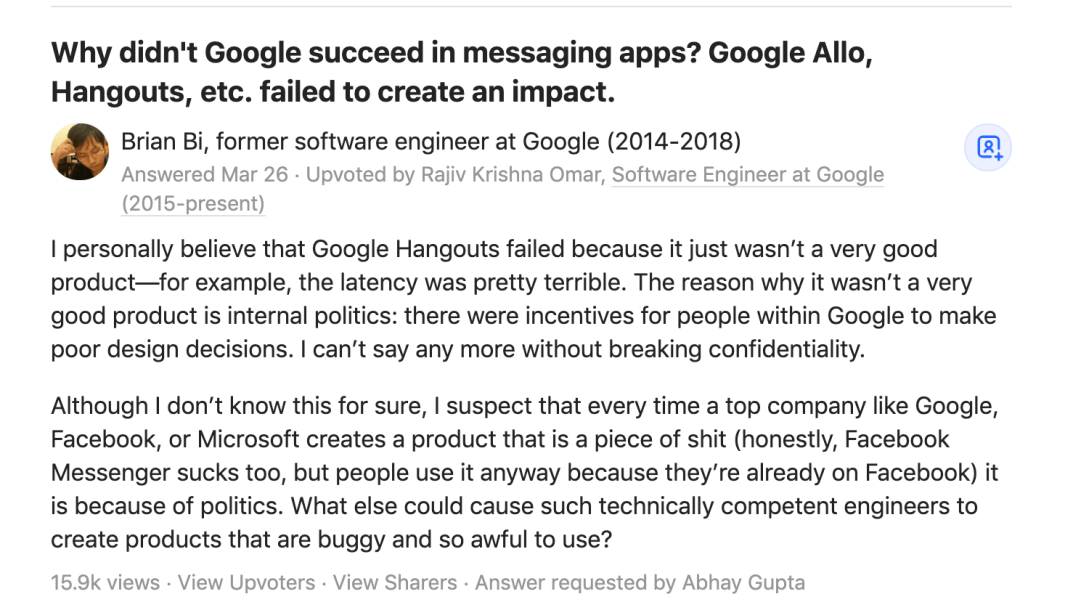 Why didn't Google succeed in messaging apps? Google Allo,
Hangouts, etc. failed to create an impact.
Brian Bi, former software engineer at Google (2014-2018)
Answered Mar 26 · Upvoted by Rajiv Krishna Omar, Software Engineer at Google
(2015-present)
I personally believe that Google Hangouts failed because it just wasn’t a very good
product—for example, the latency was pretty terrible. The reason why it wasn’t a very
good product is internal politics: there were incentives for people within Google to make
poor design decisions. I can’t say any more without breaking confidentiality.
Although I don’t know this for sure, I suspect that every time a top company like Google,
Facebook, or Microsoft creates a product that is a piece of shit (honestly, Facebook
Messenger sucks too, but people use it anyway because they’re already on Facebook) it
is because of politics. What else could cause such technically competent engineers to
create products that are buggy and so awful to use?
15.9k views · View Upvoters · View Sharers · Answer requested by Abhay Gupta